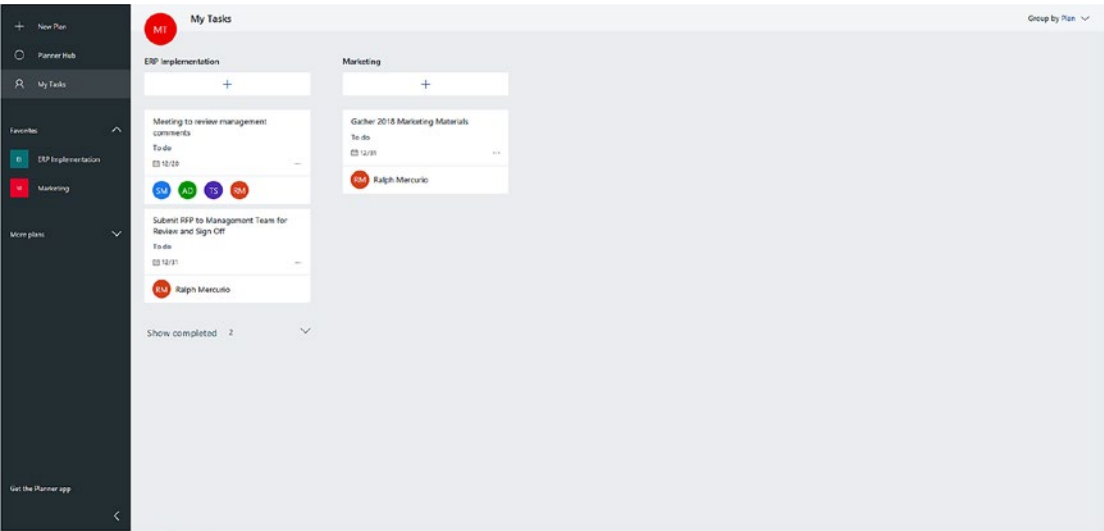 New Plan
Planner Hub
My Tasks
Favorites
EI
ERP Implementation
M
Marketing
More plans
Get the Planner app
MT
My Tasks
Group by Plan
ERP Implementation
Meeting to review management
comments
To do
12/20
SM AD TS RM
Submit RFP to Management Team for
Review and Sign Off
To do
12/31
RM Ralph Mercurio
Show completed 2
Marketing
Gather 2018 Marketing Materials
To do
12/31
RM Ralph Mercurio